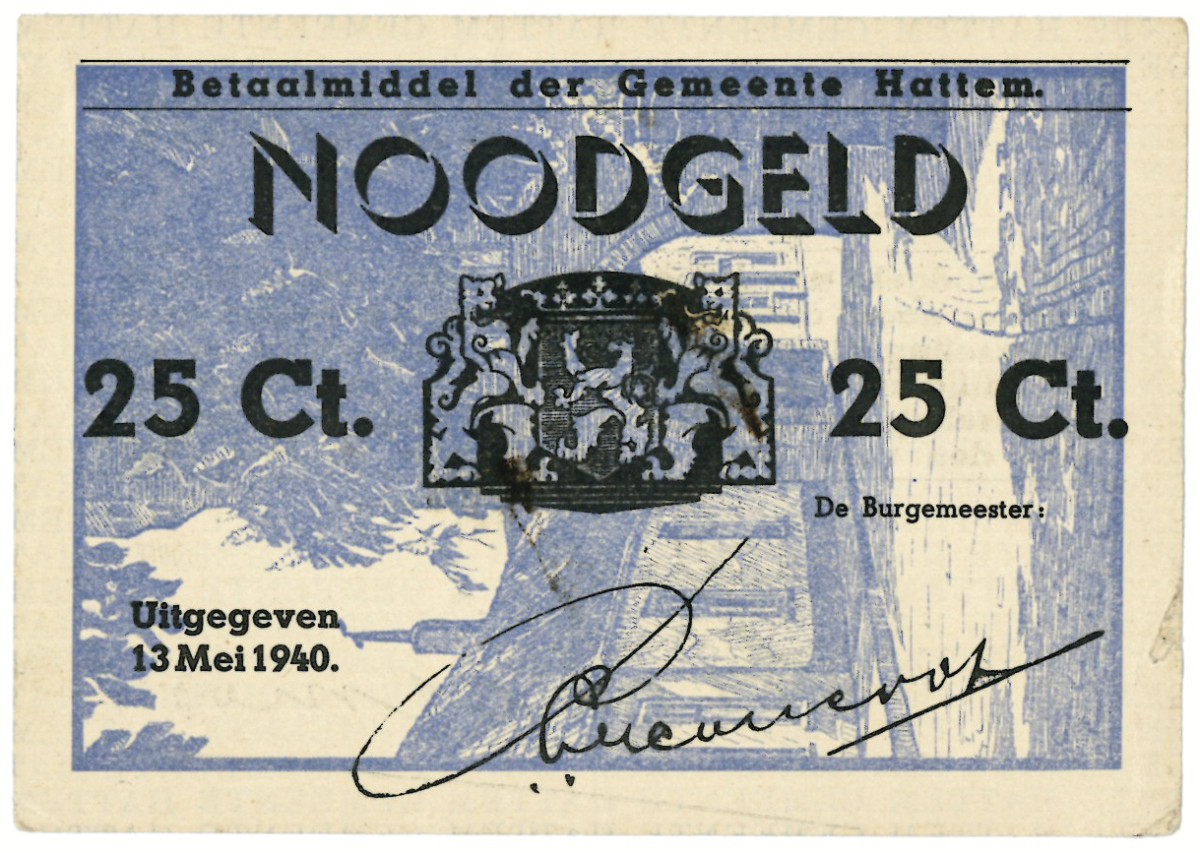 Betaalmiddel der Gemeente Hattem.
NOODGELD
25 Ct. 25 Ct.
De Burgemeester:
Uitgegeven
13 Mei 1940.